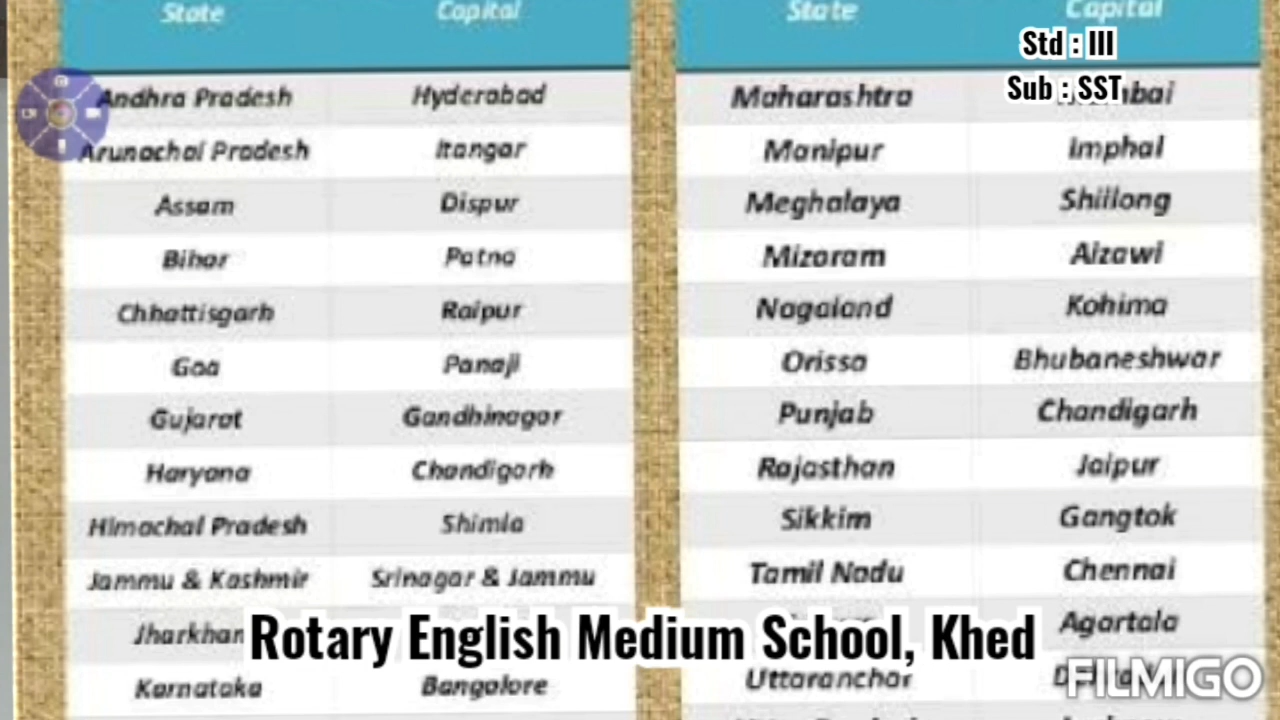 State Capital
Andhra Pradesh Hyderabad
Arunachal Pradesh Itangar
Assam Dispur
Bihar Patna
Chhattisgarh Raipur
Goa Panaji
Gujarat Gandhinagar
Haryana Chandigarh
Himachal Pradesh Shimla
Jammu & Kashmir Srinagar & Jammu
Karnataka Bangalore
State Capital
Std : III
Sub : SST
Maharashtra
Manipur Imphal
Meghalaya Shillong
Mizoram Aizawl
Nagaland Kohima
Orissa Bhubaneshwar
Punjab Chandigarh
Rajasthan Jaipur
Sikkim Gangtok
Tamil Nadu Chennai
Agartala
Uttaranchar
Rotary English Medium School, Khed
FILMIGO